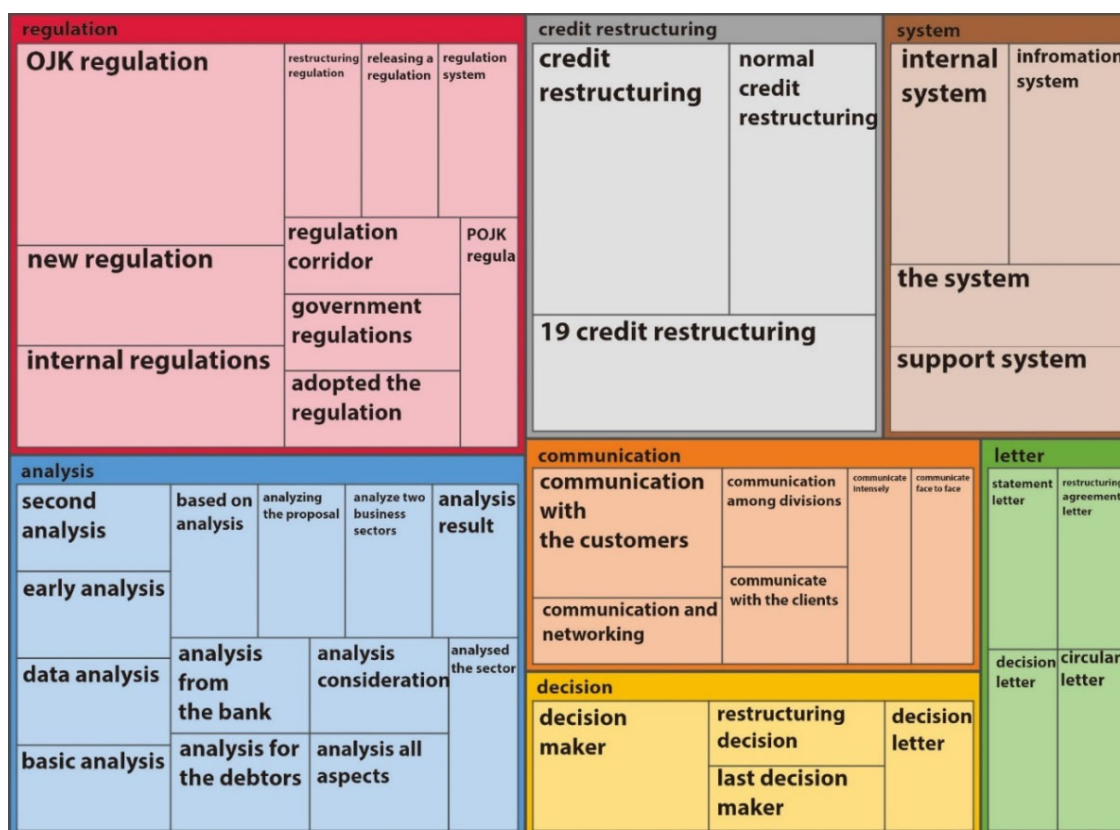 regulation
OJK regulation
new regulation
internal regulations
restructuring
regulation
releasing a
regulation
regulation
system
regulation
corridor
government
regulations
adopted the
regulation
POJK
regula
credit restructuring
credit
restructuring
normal
credit
restructuring
19 credit restructuring
system
internal
system
infromation
system
the system
support system
analysis
second
analysis
early analysis
data analysis
basic analysis
based on
analysis
analyzing
the proposal
analyze two
business
sectors
analysis
result
analysis
from
the bank
analysis
consideration
analysed
the sector
analysis for
the debtors
analysis all
aspects
communication
communication
with
the customers
communication and
networking
communication
among divisions
communicate
with the clients
communicate
intensely
communicate
face to face
decision
decision
maker
restructuring
decision
last decision
maker
decision
letter
letter
statement
letter
restructuring
agreement
letter
decision
letter
circular
letter